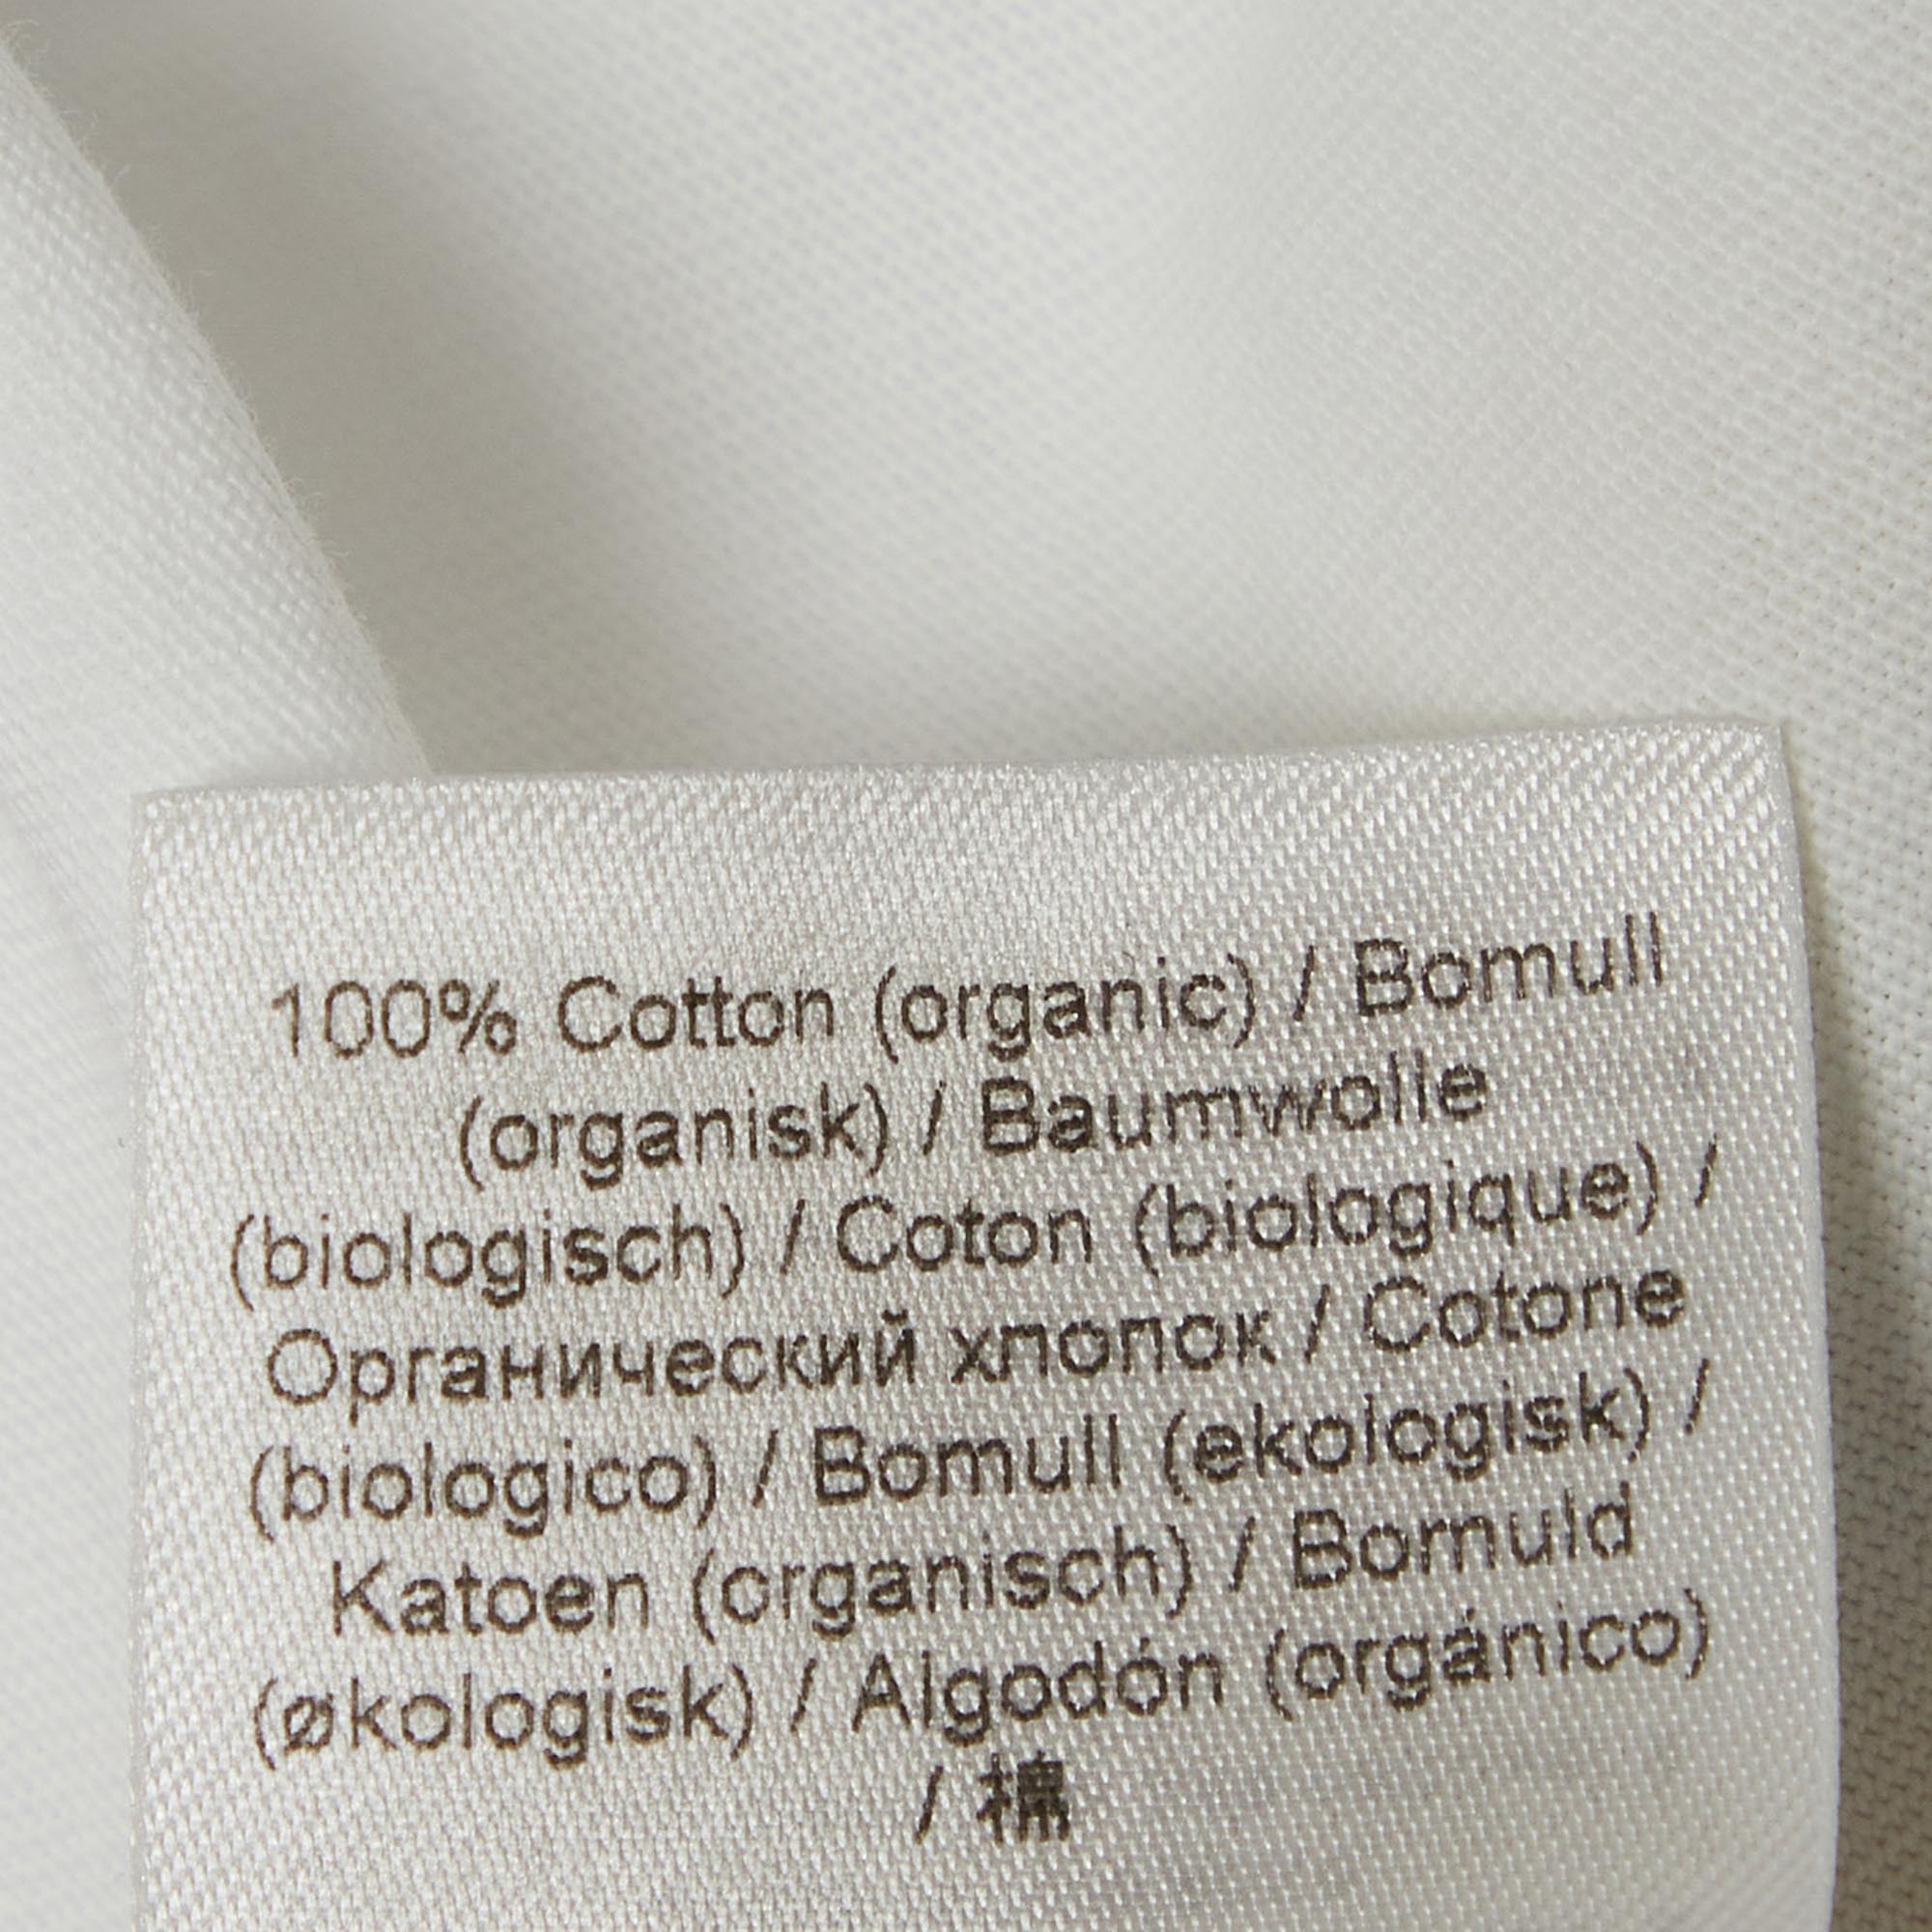 100% Cotton (organic) / Bomull
(organisk) / Baumwolle
(biologisch) / Coton (biologique) /
Органический хлопок / Cotone
(biologico) / Bomull (ekologisk) /
Katoen (organisch) / Bomuld
(økologisk) / Algodón (orgánico)
/ 棉